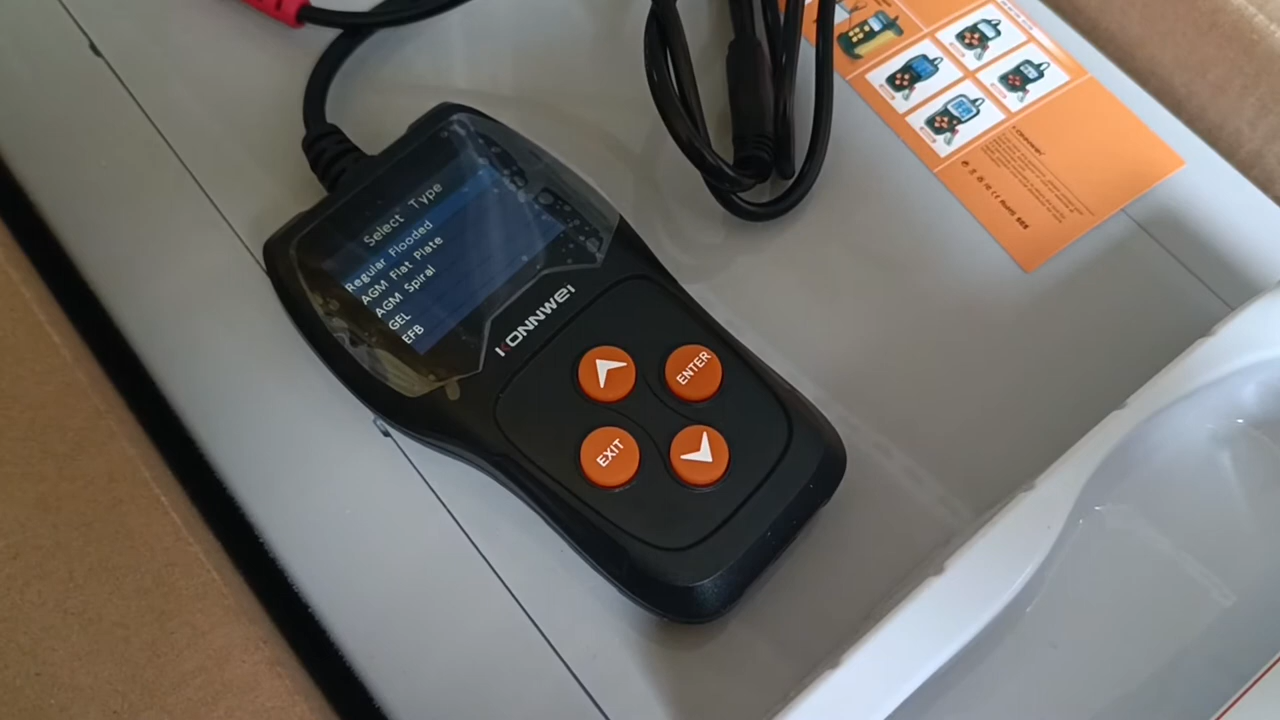 Select Type
Regular Flooded
AGM Flat Plate
AGM Spiral
GEL
EFB
KONNWEI
ENTER
EXIT